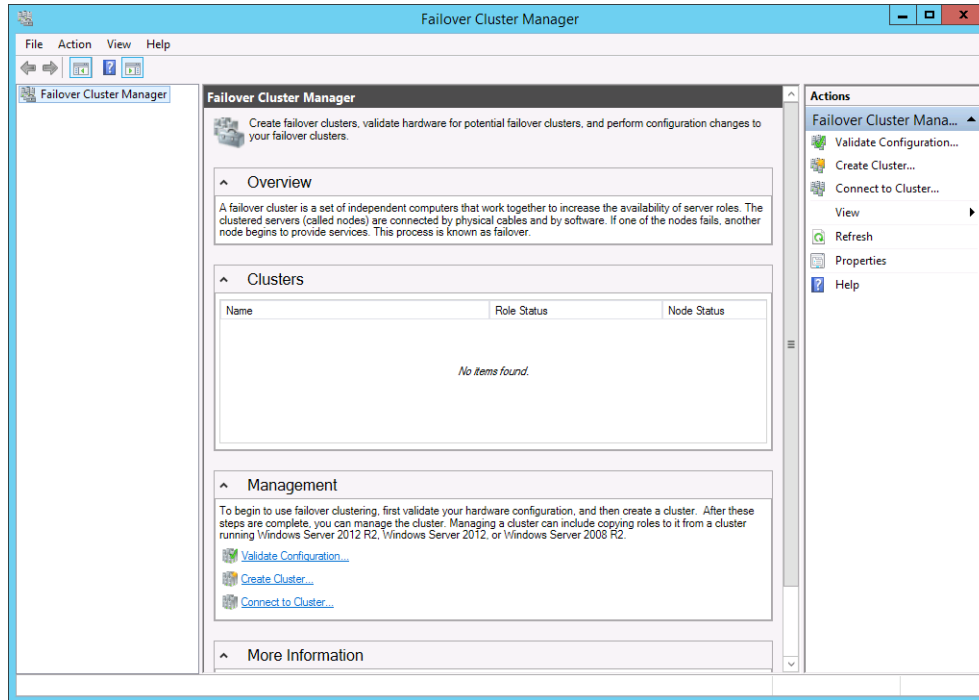 Failover Cluster Manager
File Action View Help
Failover Cluster Manager
Failover Cluster Manager
Create failover clusters, validate hardware for potential failover clusters, and perform configuration changes to
your failover clusters.
Overview
A failover cluster is a set of independent computers that work together to increase the availability of server roles. The
clustered servers (called nodes) are connected by physical cables and by software. If one of the nodes fails, another
node begins to provide services. This process is known as failover.
Clusters
Name Role Status Node Status
No items found.
Management
To begin to use failover clustering, first validate your hardware configuration, and then create a cluster. After these
steps are complete, you can manage the cluster. Managing a cluster can include copying roles to it from a cluster
running Windows Server 2012 R2, Windows Server 2012, or Windows Server 2008 R2.
Validate Configuration...
Create Cluster...
Connect to Cluster...
More Information
Actions
Failover Cluster Mana...
Validate Configuration...
Create Cluster...
Connect to Cluster...
View
Refresh
Properties
Help